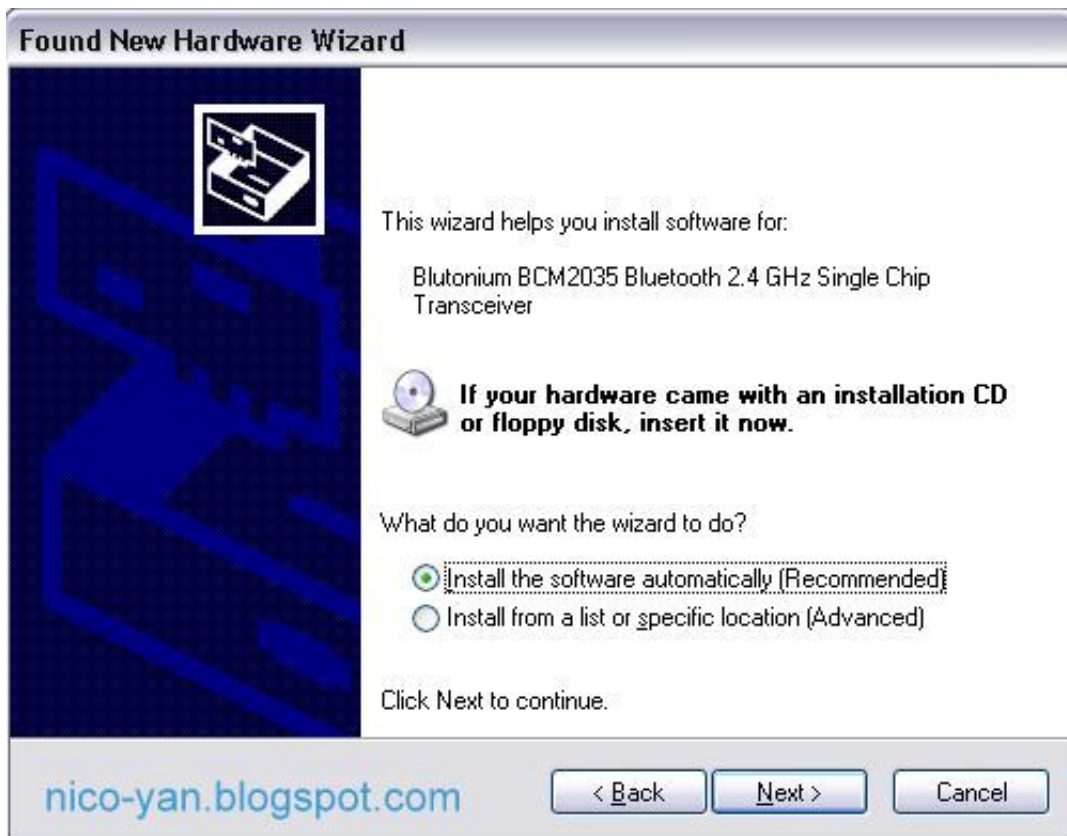 Found New Hardware Wizard
This wizard helps you install software for:
Blutonium BCM2035 Bluetooth 2.4 GHz Single Chip
Transceiver
If your hardware came with an installation CD
or floppy disk, insert it now.
What do you want the wizard to do?
Install the software automatically (Recommended)
Install from a list or specific location (Advanced)
Click Next to continue.
nico-yan.blogspot.com
< Back
Next >
Cancel